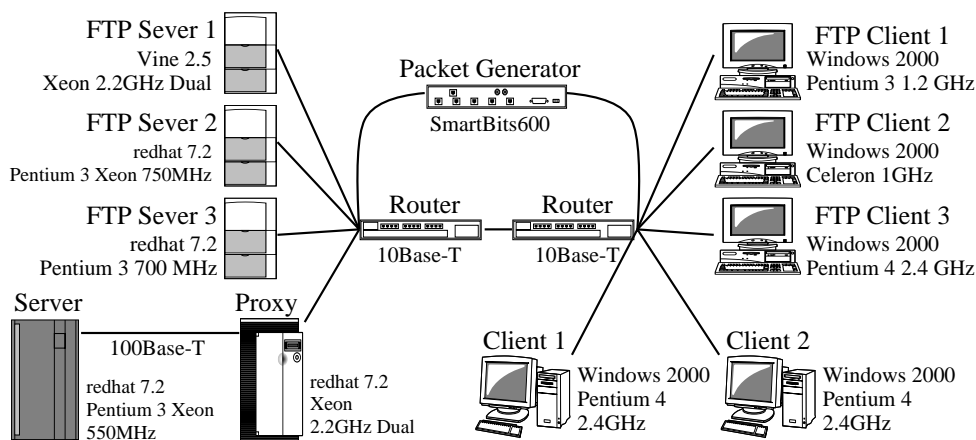 FTP Sever 1
Vine 2.5
Xeon 2.2GHz Dual
FTP Sever 2
redhat 7.2
Pentium 3 Xeon 750MHz
FTP Sever 3
redhat 7.2
Pentium 3 700 MHz
Packet Generator
SmartBits600
Router
10Base-T
Router
10Base-T
FTP Client 1
Windows 2000
Pentium 3 1.2 GHz
FTP Client 2
Windows 2000
Celeron 1GHz
FTP Client 3
Windows 2000
Pentium 4 2.4 GHz
Server
redhat 7.2
Pentium 3 Xeon
550MHz
100Base-T
Proxy
redhat 7.2
Xeon
2.2GHz Dual
Client 1
Windows 2000
Pentium 4
2.4GHz
Client 2
Windows 2000
Pentium 4
2.4GHz